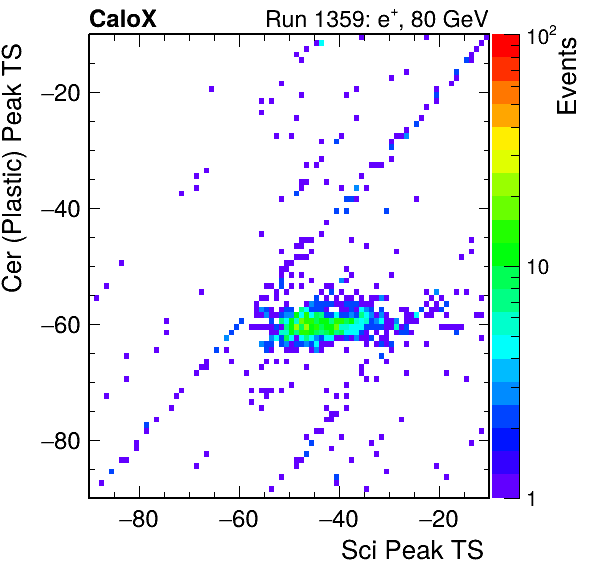 CaloX Run 1359: e⁺, 80 GeV
Cer (Plastic) Peak TS
−20
−40
−60
−80
−80 −60 −40 −20
Sci Peak TS
10²
10
1
Events